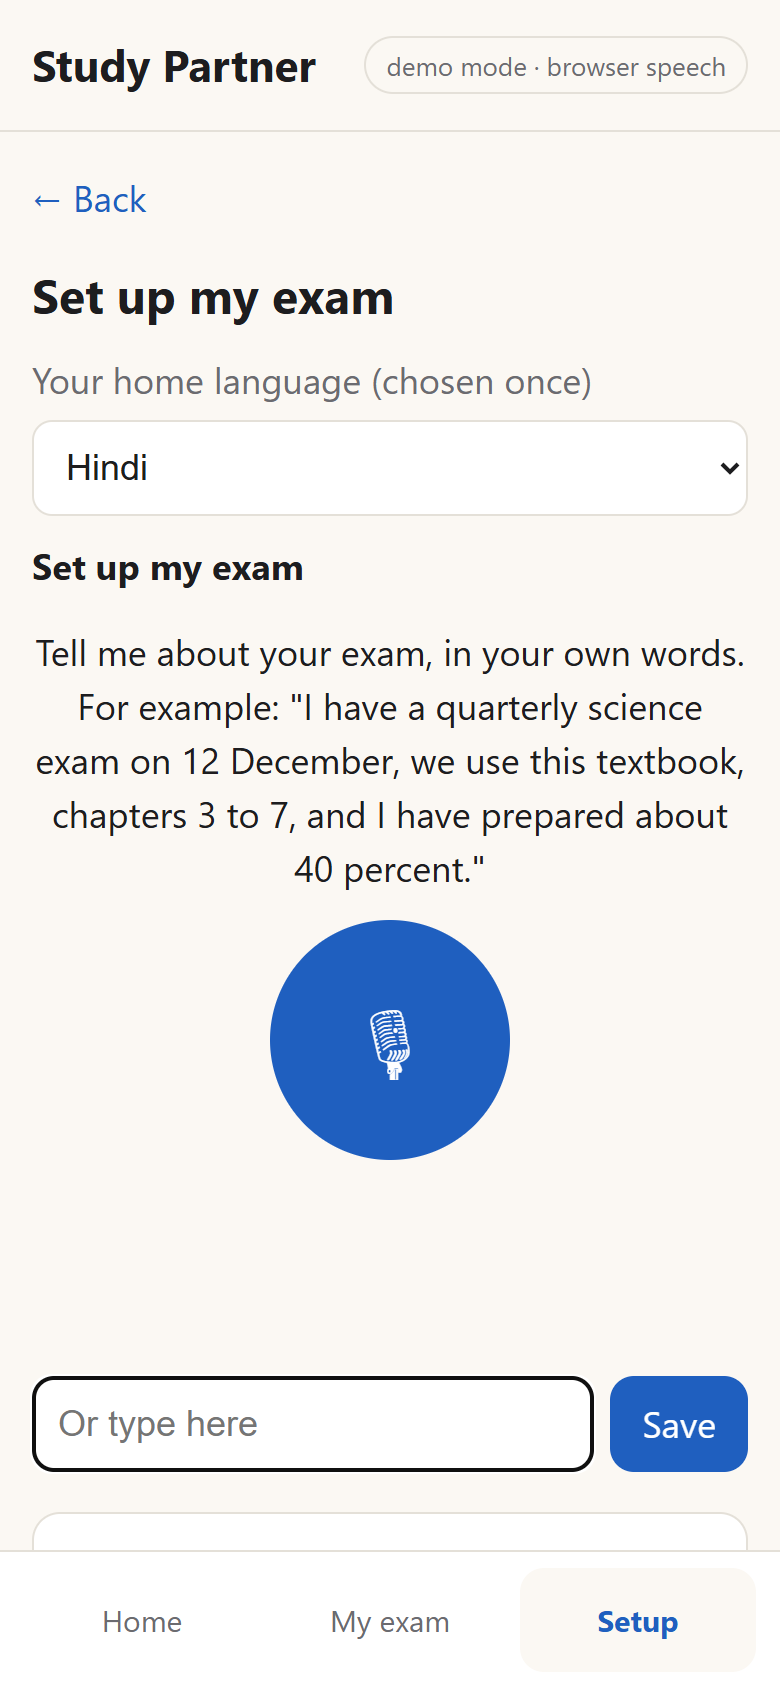 Study Partner
demo mode · browser speech
← Back
Set up my exam
Your home language (chosen once)
Hindi
Set up my exam
Tell me about your exam, in your own words.
For example: "I have a quarterly science
exam on 12 December, we use this textbook,
chapters 3 to 7, and I have prepared about
40 percent."
Or type here
Save
Home
My exam
Setup